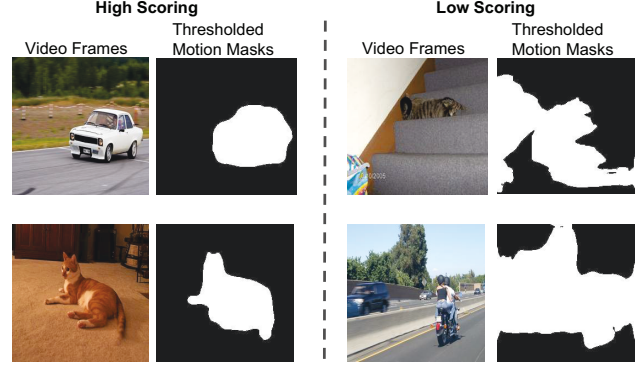 High Scoring
Video Frames
Thresholded
Motion Masks
Low Scoring
Video Frames
Thresholded
Motion Masks